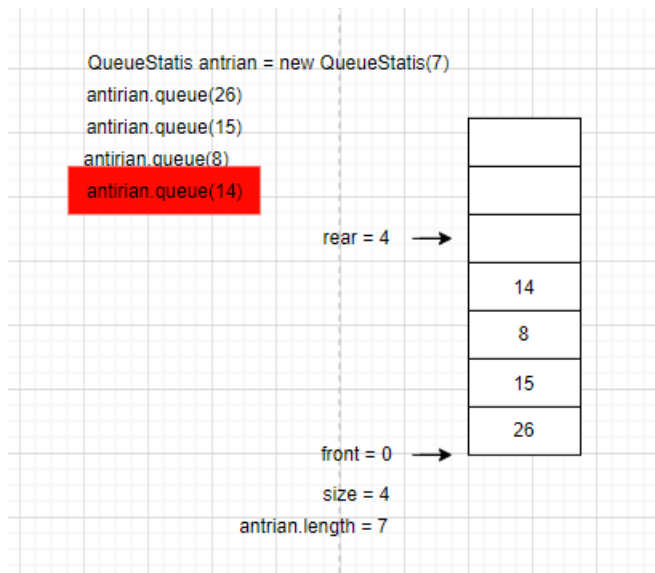 QueueStatis antrian = new QueueStatis(7)
antirian.queue(26)
antirian.queue(15)
antirian.queue(8)
antirian.queue(14)
rear = 4
14
8
15
26
front = 0
size = 4
antrian.length = 7